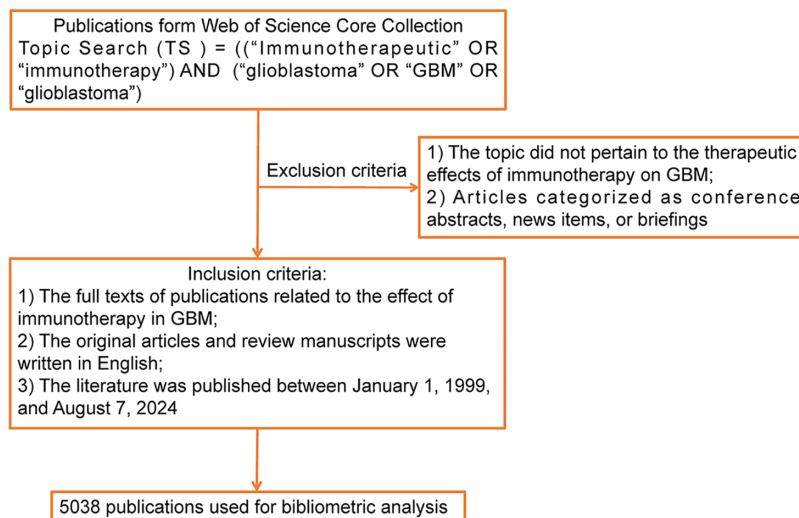 Publications form Web of Science Core Collection
Topic Search (TS ) = ((“Immunotherapeutic” OR
“immunotherapy”) AND (“glioblastoma” OR “GBM” OR
“glioblastoma”)
Exclusion criteria
1) The topic did not pertain to the therapeutic
effects of immunotherapy on GBM;
2) Articles categorized as conference
abstracts, news items, or briefings
Inclusion criteria:
1) The full texts of publications related to the effect of
immunotherapy in GBM;
2) The original articles and review manuscripts were
written in English;
3) The literature was published between January 1, 1999,
and August 7, 2024
5038 publications used for bibliometric analysis